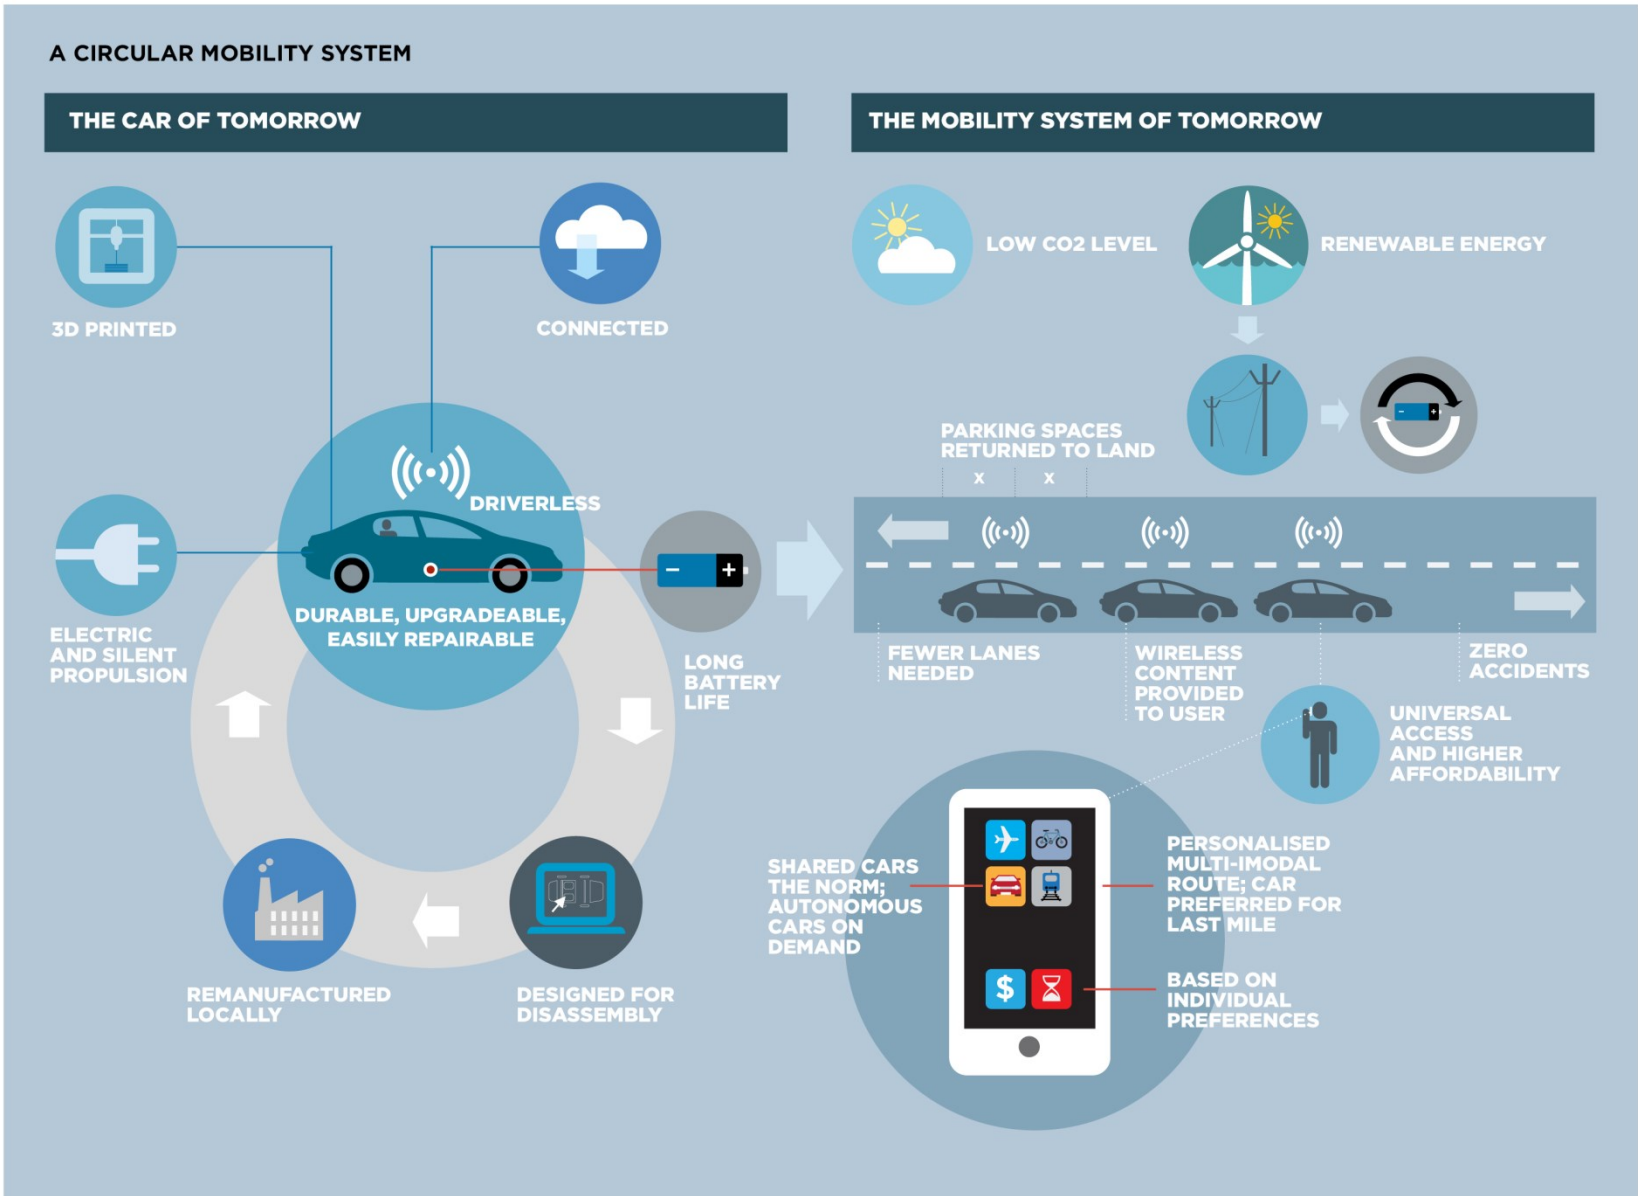 A CIRCULAR MOBILITY SYSTEM
THE CAR OF TOMORROW
3D PRINTED
CONNECTED
DRIVERLESS
DURABLE, UPGRADEABLE,
EASILY REPAIRABLE
ELECTRIC
AND SILENT
PROPULSION
LONG
BATTERY
LIFE
REMANUFACTURED
LOCALLY
DESIGNED FOR
DISASSEMBLY
THE MOBILITY SYSTEM OF TOMORROW
LOW CO2 LEVEL
RENEWABLE ENERGY
PARKING SPACES
RETURNED TO LAND
X X
FEWER LANES
NEEDED
WIRELESS
CONTENT
PROVIDED
TO USER
ZERO
ACCIDENTS
UNIVERSAL
ACCESS
AND HIGHER
AFFORDABILITY
SHARED CARS
THE NORM;
AUTONOMOUS
CARS ON
DEMAND
PERSONALISED
MULTI-IMODAL
ROUTE; CAR
PREFERRED FOR
LAST MILE
$
BASED ON
INDIVIDUAL
PREFERENCES